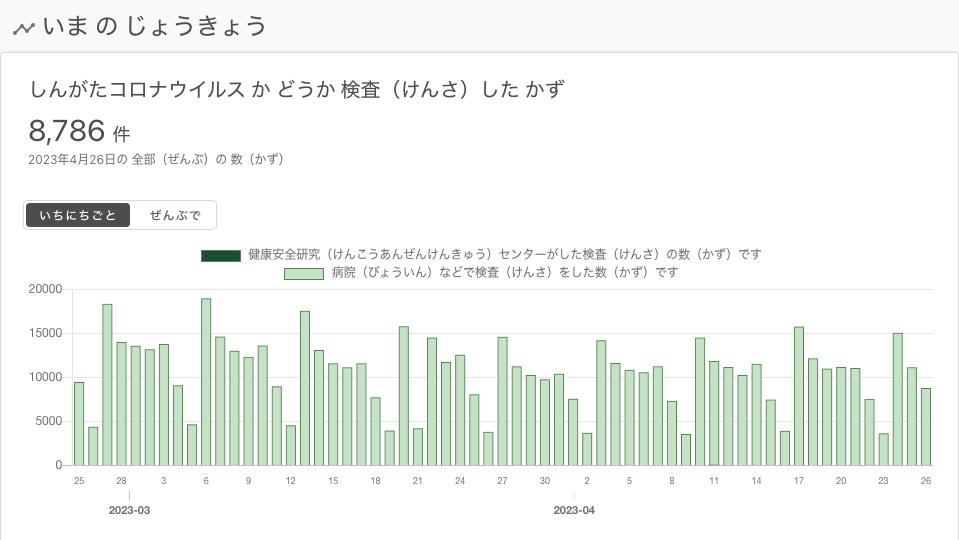 いま の じょうきょう
しんがたコロナウイルス か どうか 検査（けんさ）した かず
8,786 件
2023年4月26日の 全部（ぜんぶ）の 数（かず）
いちにちごと ぜんぶで
健康安全研究（けんこうあんぜんけんきゅう）センターがした検査（けんさ）の数（かず）です
病院（びょういん）などで検査（けんさ）をした数（かず）です
20000
15000
10000
5000
0
25 28 3 6 9 12 15 18 21 24 27 30 2 5 8 11 14 17 20 23 26
2023-03 2023-04